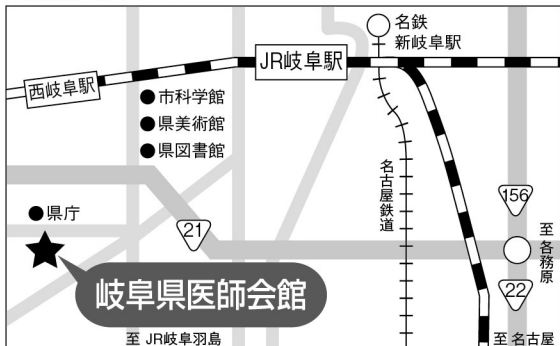 名鉄
新岐阜駅
JR岐阜駅
西岐阜駅
●市科学館
●県美術館
●県図書館
名古屋鉄道
156
●県庁
21
至各務原
22
岐阜県医師会館
至 JR岐阜羽島
至 名古屋